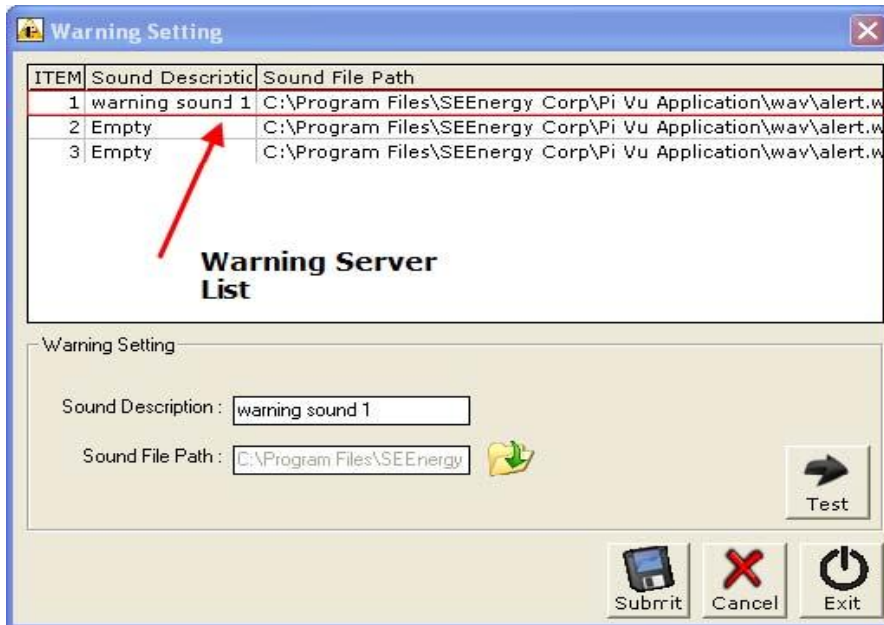 Warning Setting
ITEM Sound Descriptic Sound File Path
1 warning sound 1 C:\Program Files\SEEnergy Corp\Pi Vu Application\wav\alert.w
2 Empty C:\Program Files\SEEnergy Corp\Pi Vu Application\wav\alert.w
3 Empty C:\Program Files\SEEnergy Corp\Pi Vu Application\wav\alert.w
Warning Server
List
Warning Setting
Sound Description : warning sound 1
Sound File Path : C:\Program Files\SEEnergy
Test
Submit Cancel Exit